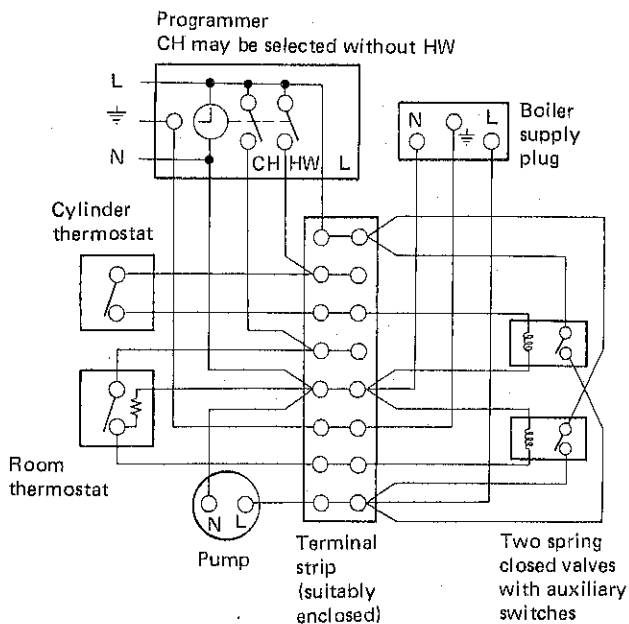 Programmer
CH may be selected without HW
L
N
CH HW L
N L
Boiler
supply
plug
Cylinder
thermostat
Room
thermostat
N L
Pump
Terminal
strip
(suitably
enclosed)
Two spring
closed valves
with auxiliary
switches